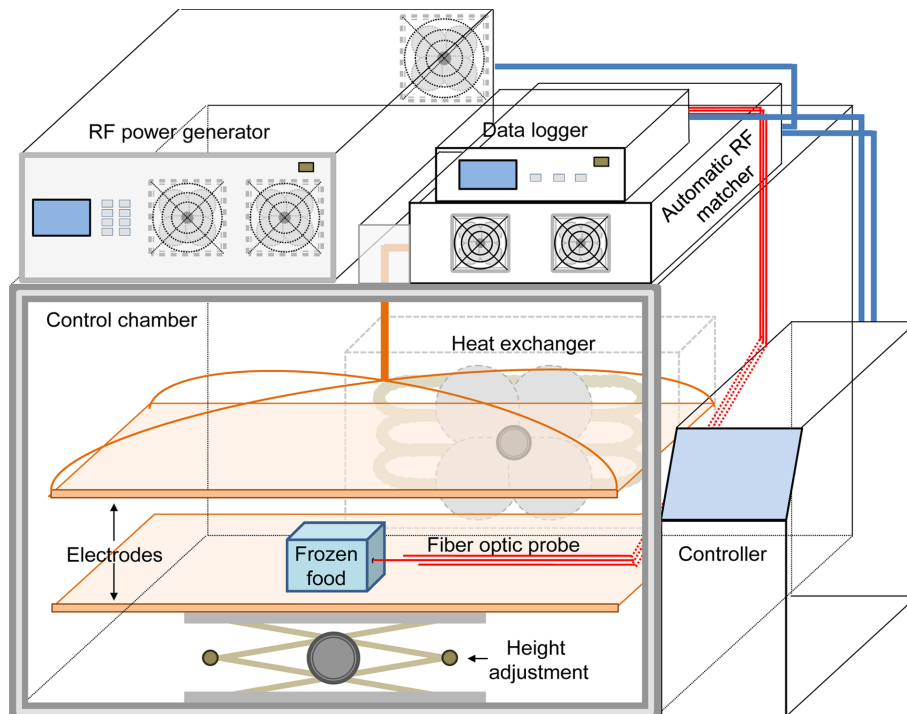 RF power generator
Data logger
Automatic RF
matcher
Control chamber
Heat exchanger
Electrodes
Frozen
food
Fiber optic probe
Controller
Height
adjustment